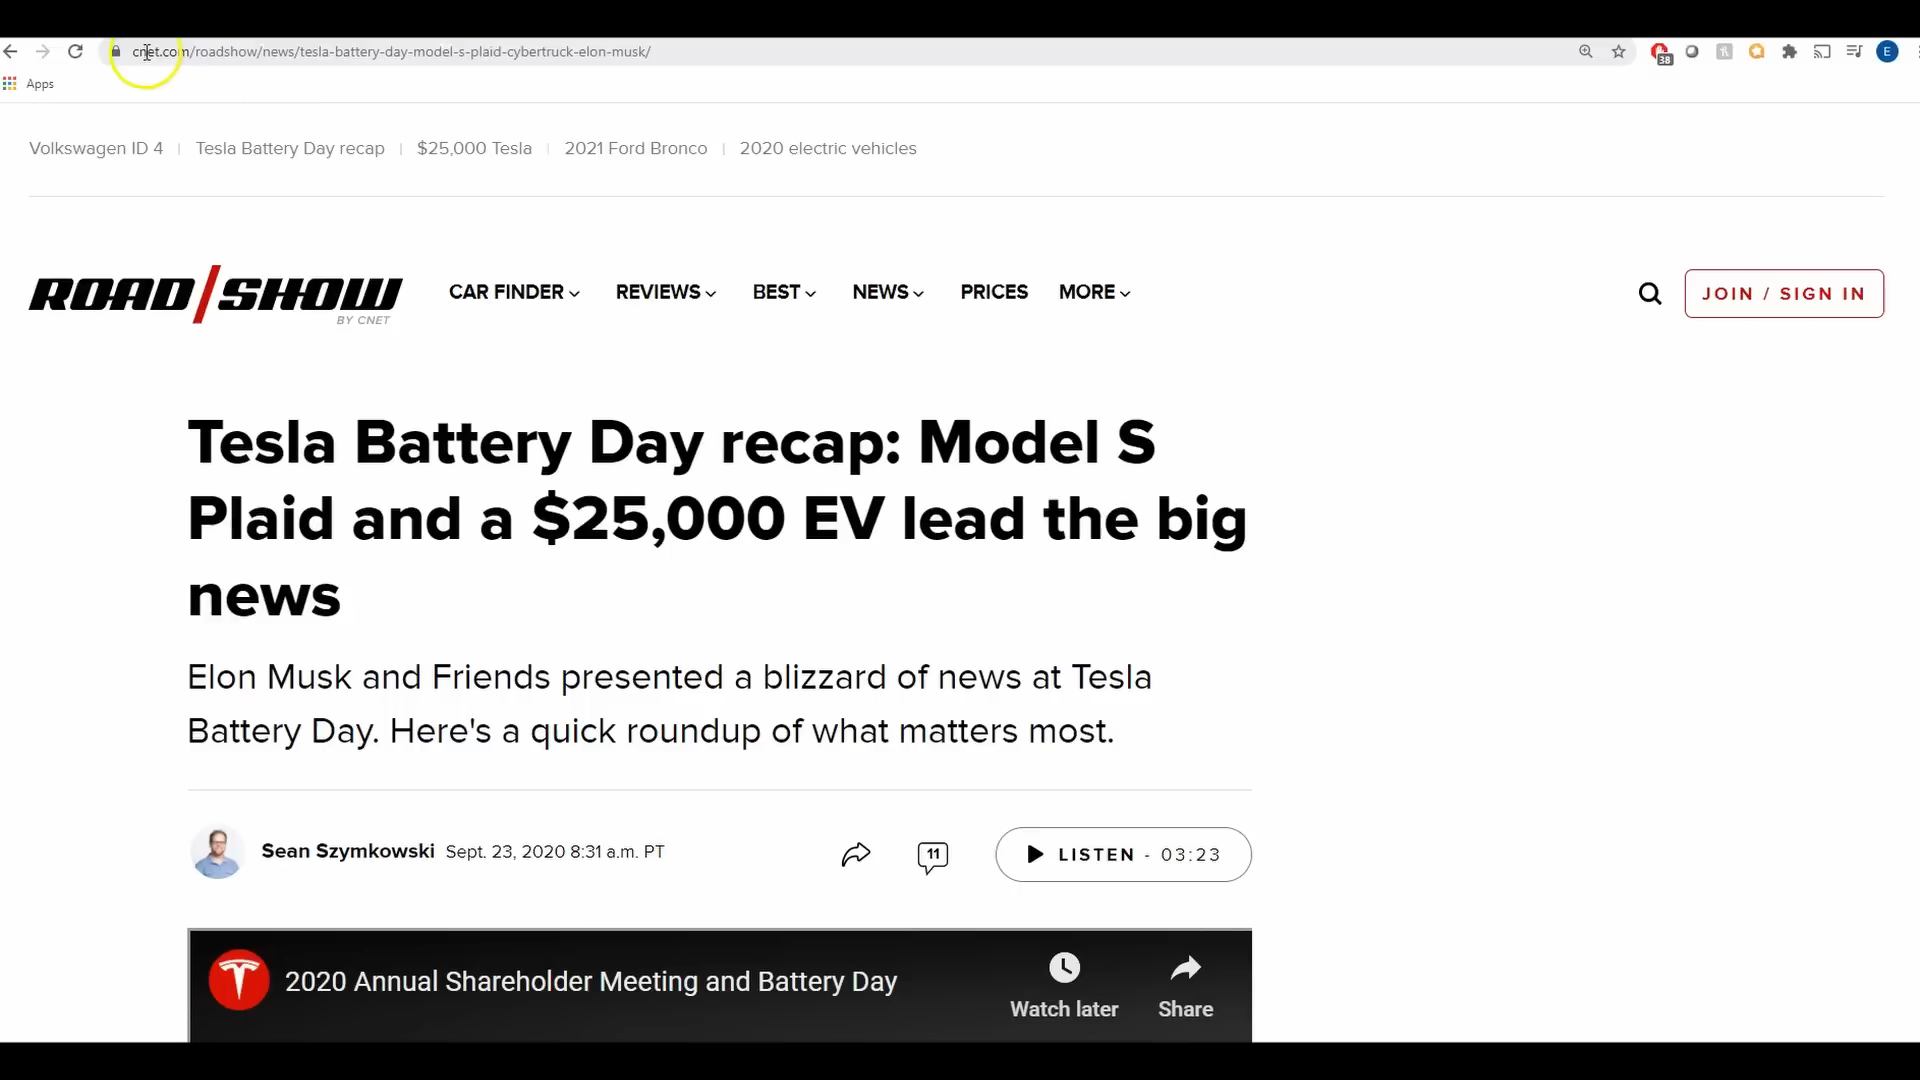 cnet.com/roadshow/news/tesla-battery-day-model-s-plaid-cybertruck-elon-musk/
38
E
Apps
Volkswagen ID 4 | Tesla Battery Day recap | $25,000 Tesla | 2021 Ford Bronco | 2020 electric vehicles
ROAD/SHOW
BY CNET
CAR FINDER REVIEWS BEST NEWS PRICES MORE
JOIN / SIGN IN
Tesla Battery Day recap: Model S
Plaid and a $25,000 EV lead the big
news
Elon Musk and Friends presented a blizzard of news at Tesla
Battery Day. Here's a quick roundup of what matters most.
Sean Szymkowski Sept. 23, 2020 8:31 a.m. PT
11
LISTEN - 03:23
2020 Annual Shareholder Meeting and Battery Day
Watch later
Share